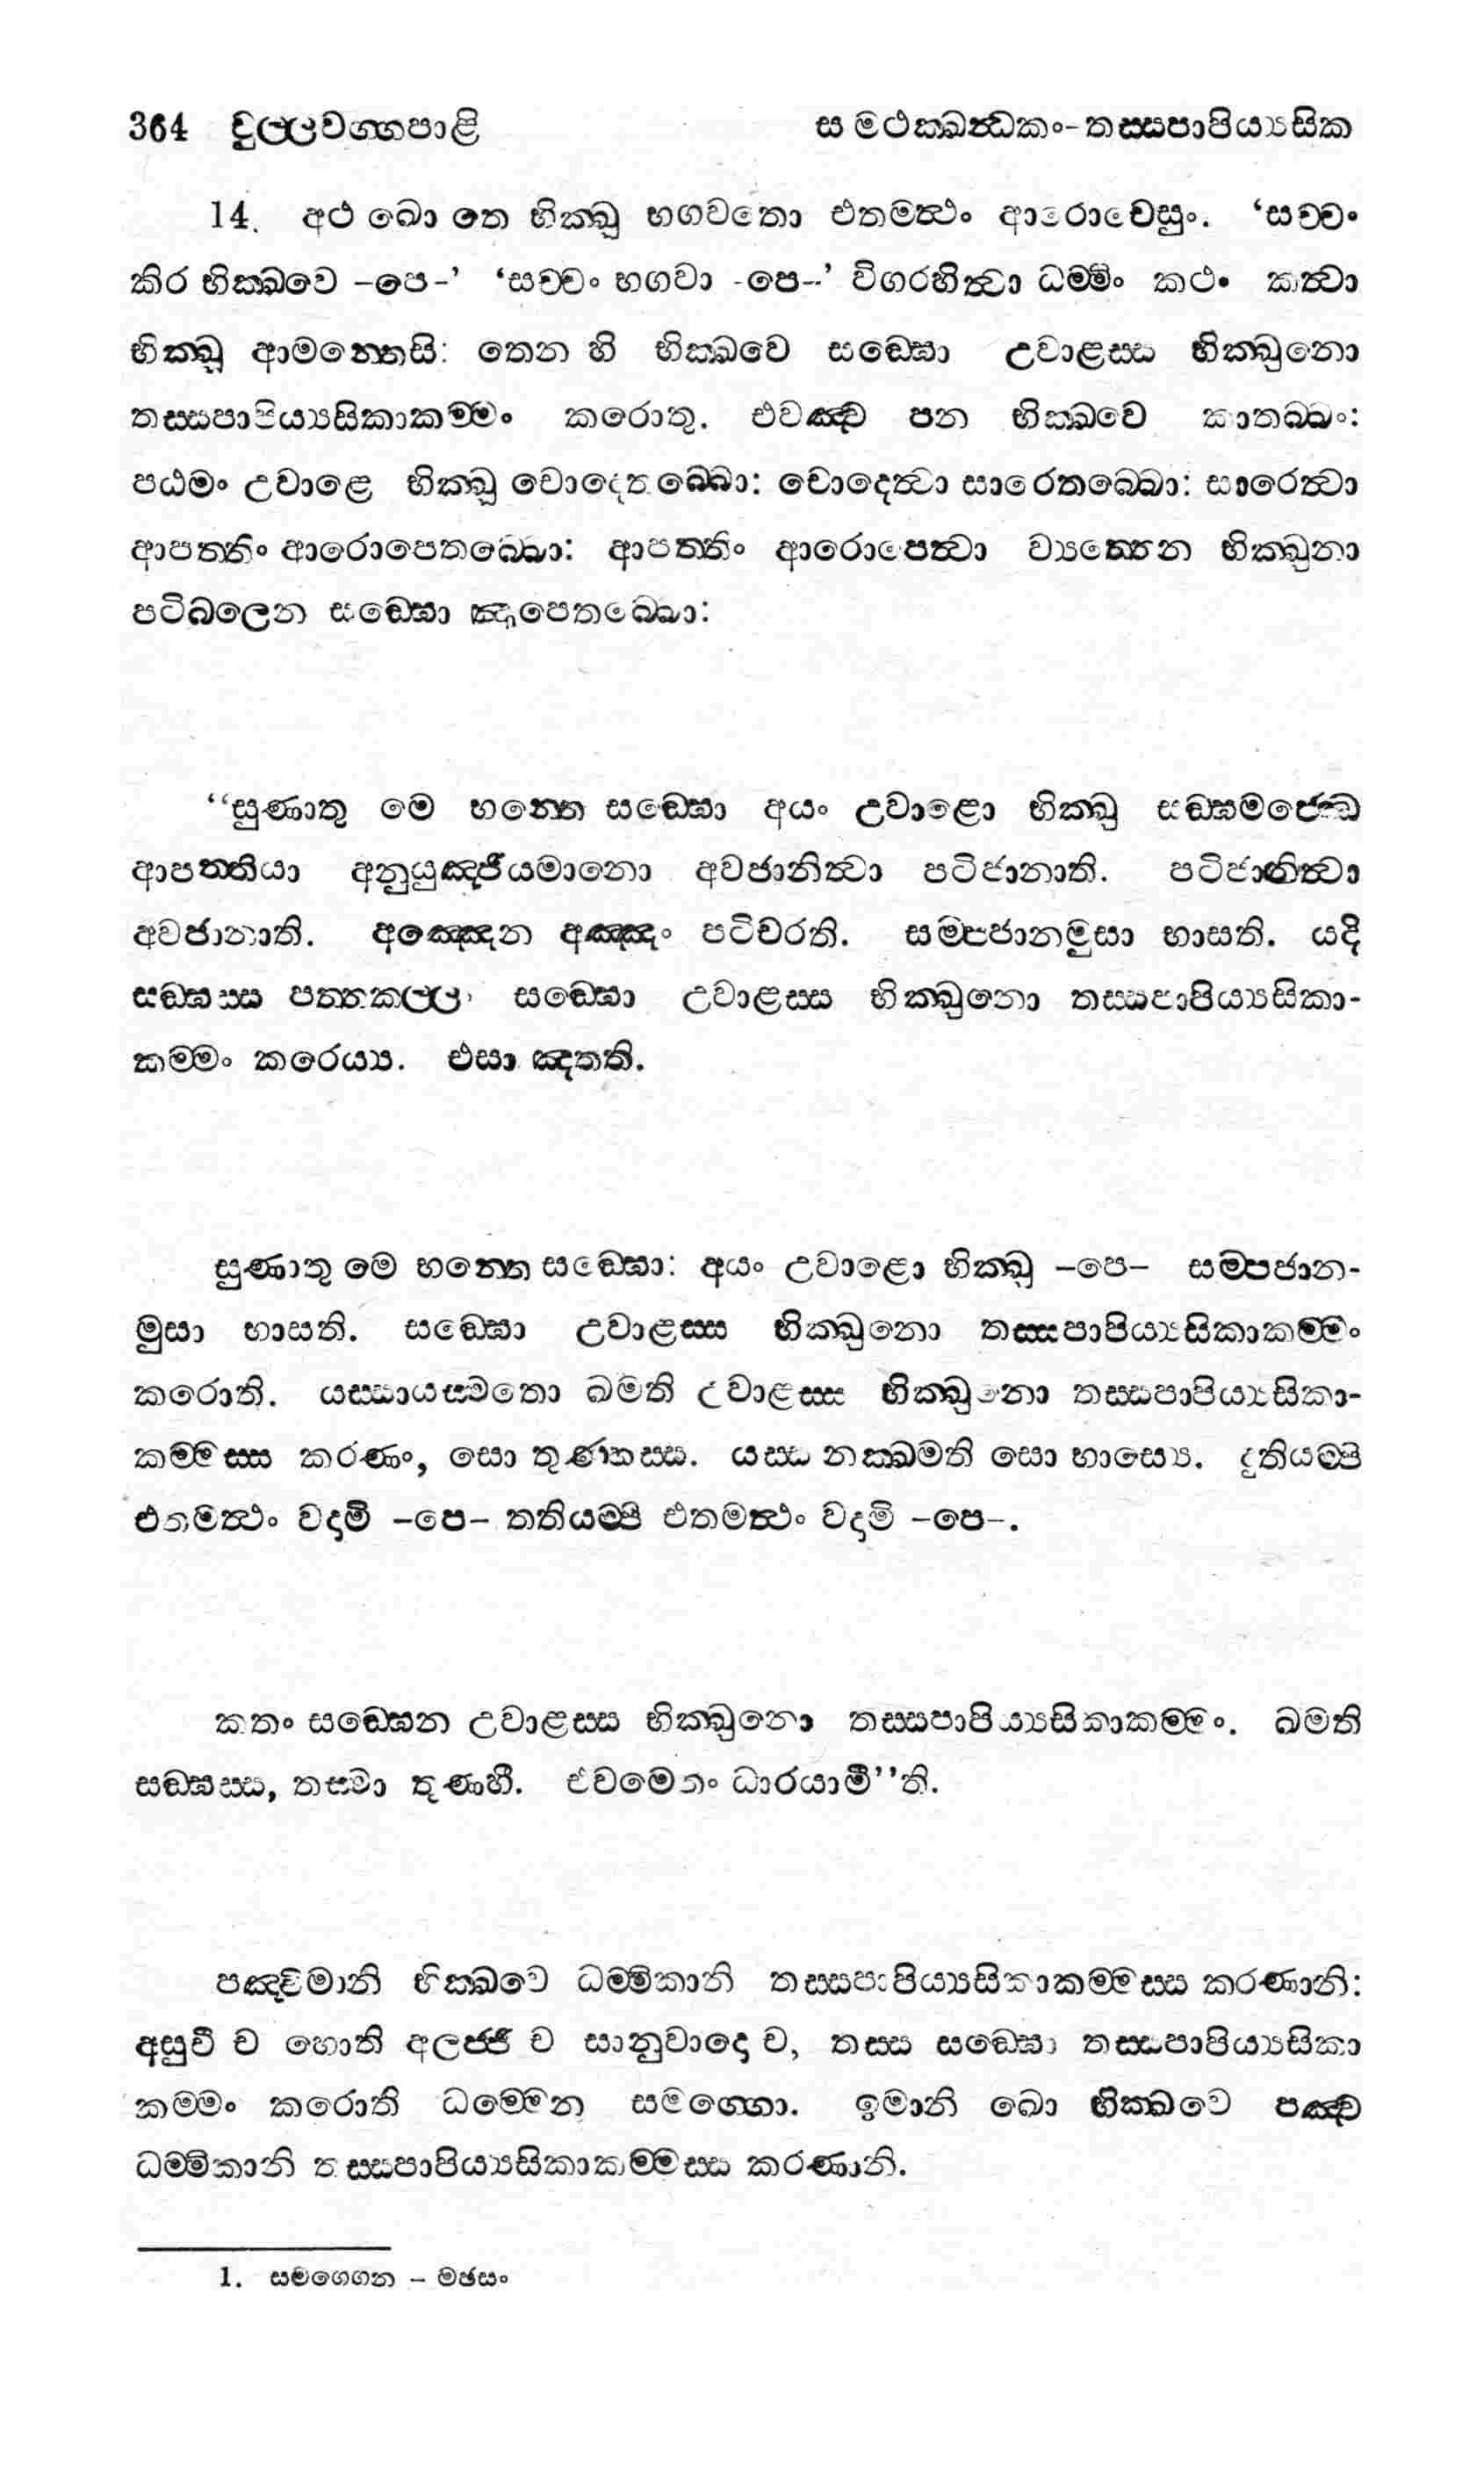 364 චුල්ලවග්ගපාළි සමථක්ඛන්ධකං-තස්සපාපිය්‍යසික
14. අථ ඛො තෙ භික්ඛු භගවතො එතමත්ථං ආරොචෙසුං. ‘සච්චං
කිර භික්ඛවෙ –පෙ–’ ‘සච්චං භගවා -පෙ--’ විගරහිත්වා ධම්මිං කථං කත්වා
භික්ඛූ ආමන්තෙසි: තෙන හි භික්ඛවෙ සඞ්ඝො උවාළස්ස භික්ඛුනො
තස්සපාපිය්‍යසිකාකම්මං කරොතු. එවඤ්ච පන භික්ඛවෙ කාතබ්බං:
පඨමං උවාළෙ භික්ඛු චොදෙතබ්බො: චොදෙත්වා සාරෙතබ්බො: සාරෙත්වා
ආපත්තිං ආරොපෙතබ්බො: ආපත්තිං ආරොපෙත්වා ව්‍යත්තෙන භික්ඛුනා
පටිබලෙන සඞ්ඝො ඤාපෙතබ්බො:
‘‘සුණාතු මෙ භන්තෙ සඞ්ඝො අයං උවාළො භික්ඛු සඞ්ඝමජ්ඣෙ
ආපත්තියා අනුයුඤ්ජියමානො අවජානිත්වා පටිජානාති. පටිජානිත්වා
අවජානාති. අඤ්ඤෙන අඤ්ඤං පටිචරති. සම්පජානමුසා භාසති. යදි
සඞ්ඝස්ස පත්තකල්ලං සඞ්ඝො උවාළස්ස භික්ඛුනො තස්සපාපිය්‍යසිකා-
කම්මං කරෙය්‍ය. එසා ඤත්ති.
සුණාතු මෙ භන්තෙ සඞ්ඝො: අයං උවාළො භික්ඛූ –පෙ– සම්පජාන-
මුසා භාසති. සඞ්ඝො උවාළස්ස භික්ඛුනො තස්සපාපිය්‍යසිකාකම්මං
කරොති. යස්සායස්මතො ඛමති උවාළස්ස භික්ඛුනො තස්සපාපිය්‍යසිකා-
කම්මස්ස කරණං, සො තුණ්හස්ස. යස්ස නක්ඛමති සො භාස්‍යෙ. දුතියම්පි
එතමත්ථං වදාමි –පෙ– තතියම්පි එතමත්ථං වදාමි –පෙ–.
කතං සඞ්ඝෙන උවාළස්ස භික්ඛුනො තස්සපාපිය්‍යසිකාකම්මං. ඛමති
සඞ්ඝස්ස, තස්මා තුණ්හී. එවමෙතං ධාරයාමී’’ති.
පඤ්චිමානි භික්ඛවෙ ධම්මිකානි තස්සපාපිය්‍යසිකාකම්මස්ස කරණානි:
අසුචි ච හොති අලජ්ජී ච සානුවාදො ච, තස්ස සඞ්ඝො තස්සපාපිය්‍යසිකා
කම්මං කරොති ධම්මෙන සමග්ගො. ඉමානි ඛො භික්ඛවෙ පඤ්ච
ධම්මිකානි තස්සපාපිය්‍යසිකාකම්මස්ස කරණානි.
1. සමගෙගන – මඡසං